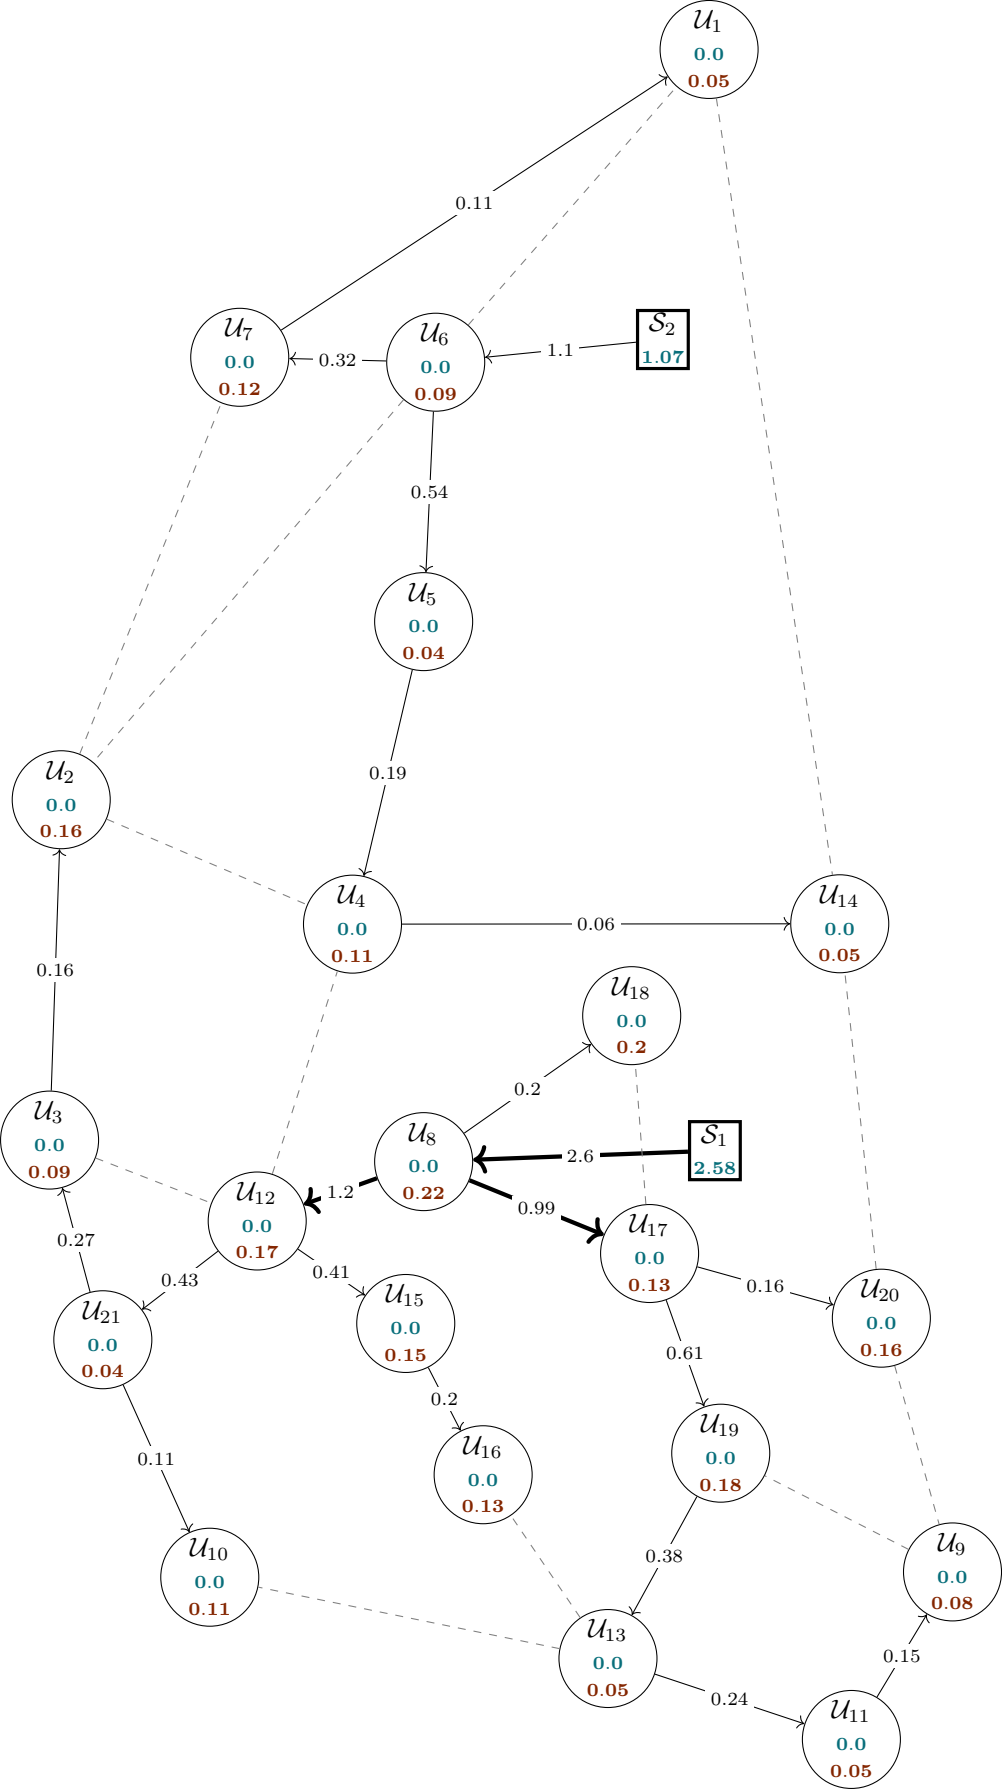 𝒰₁
0.0
0.05
0.11
𝒰₇
0.0
0.12
0.32
𝒰₆
0.0
0.09
1.1
𝒮₂
1.07
0.54
𝒰₅
0.0
0.04
0.19
𝒰₂
0.0
0.16
𝒰₄
0.0
0.11
0.06
𝒰₁₄
0.0
0.05
0.16
𝒰₁₈
0.0
0.2
0.2
𝒰₃
0.0
0.09
𝒰₈
0.0
0.22
2.6
𝒮₁
2.58
𝒰₁₂
0.0
0.17
1.2
0.99
𝒰₁₇
0.0
0.13
0.27
0.43
0.41
0.16
𝒰₂₁
0.0
0.04
𝒰₁₅
0.0
0.15
𝒰₂₀
0.0
0.16
0.61
0.2
0.11
𝒰₁₉
0.0
0.18
𝒰₁₆
0.0
0.13
0.38
𝒰₁₀
0.0
0.11
𝒰₉
0.0
0.08
𝒰₁₃
0.0
0.05
0.15
0.24
𝒰₁₁
0.0
0.05